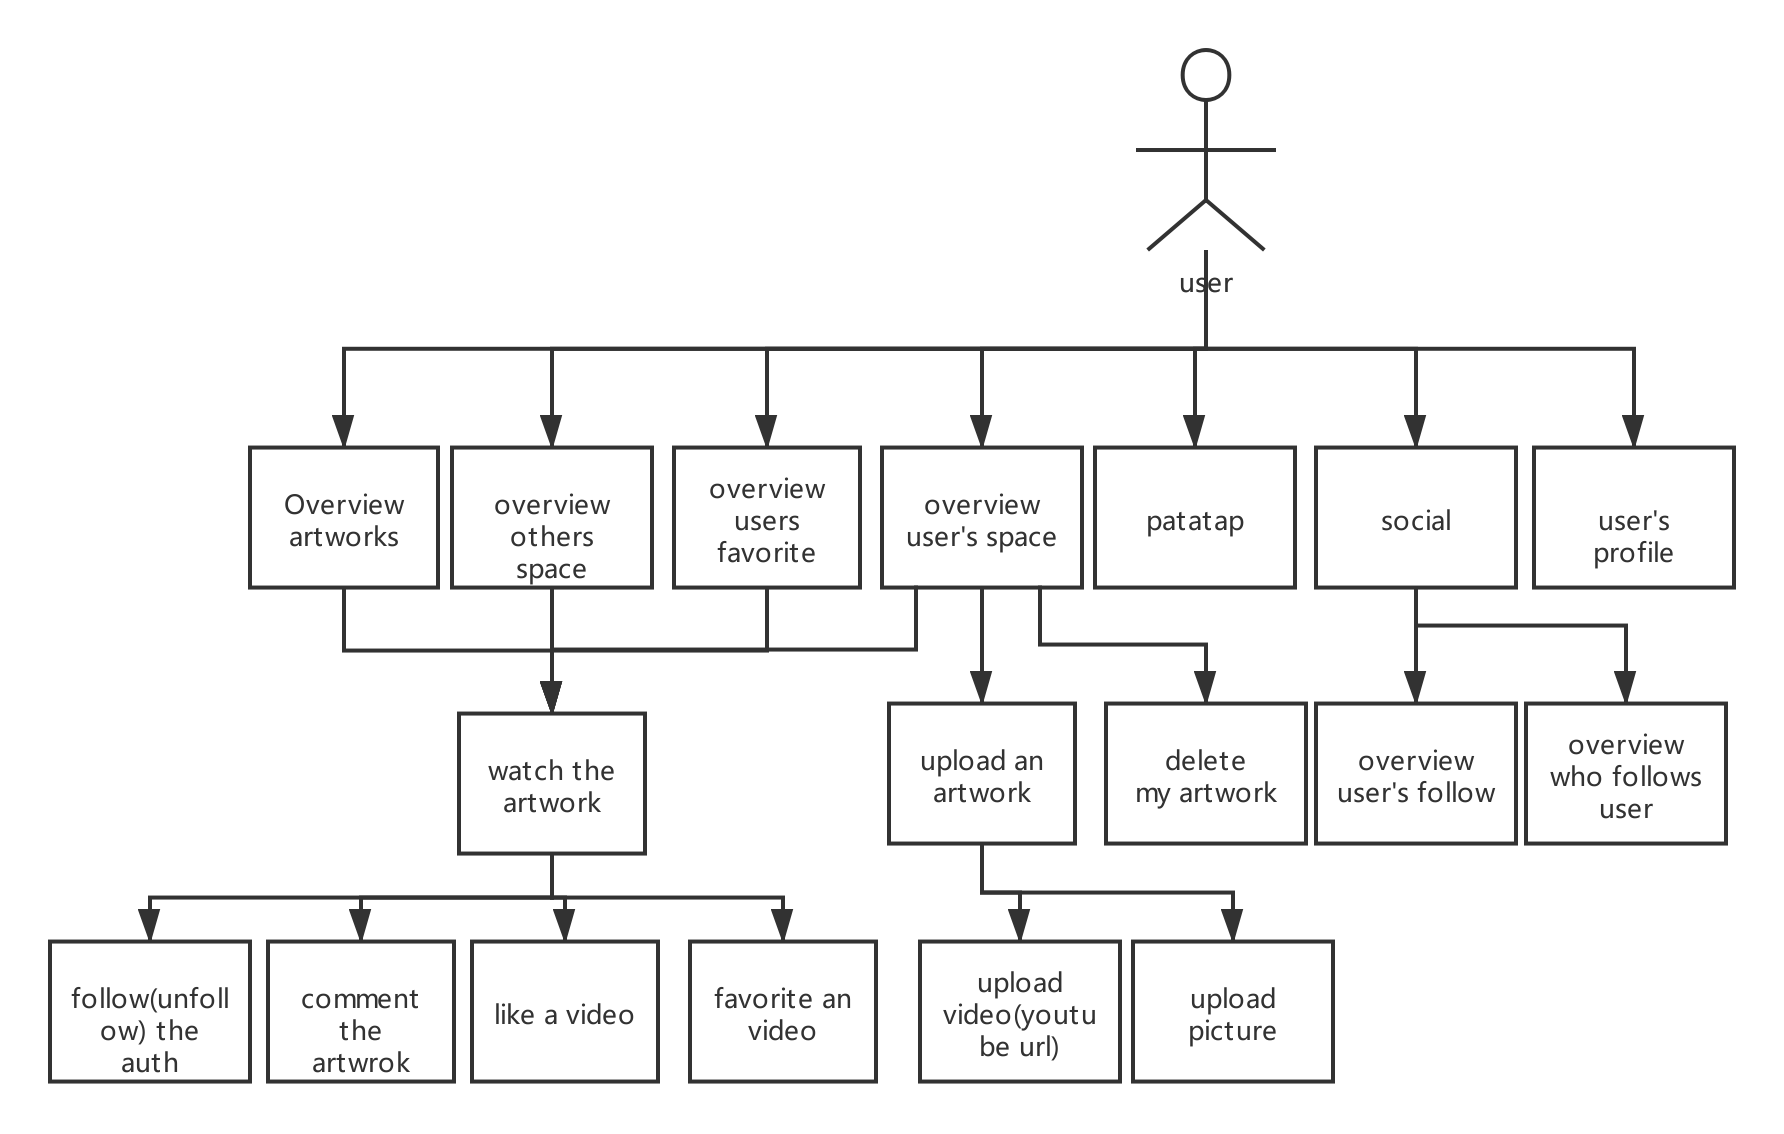 user
Overview
artworks
overview
others
space
overview
users
favorite
overview
user's space
patatap
social
user's
profile
watch the
artwork
upload an
artwork
delete
my artwork
overview
user's follow
overview
who follows
user
follow(unfoll
ow) the
auth
comment
the
artwrok
like a video
favorite an
video
upload
video(youtu
be url)
upload
picture